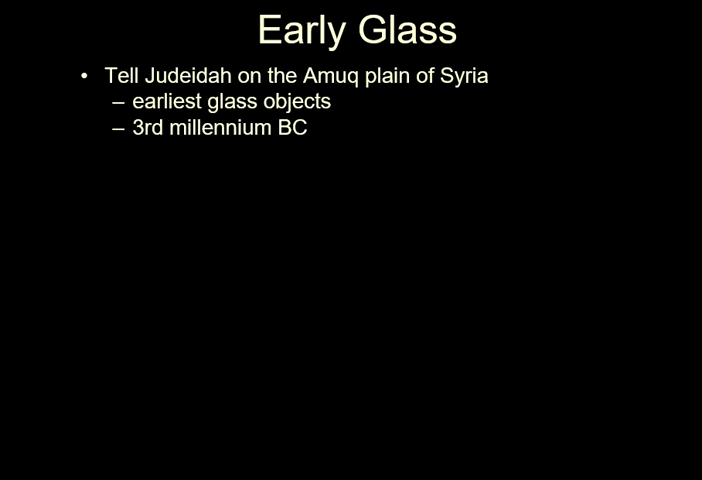 Early Glass
• Tell Judeidah on the Amuq plain of Syria
– earliest glass objects
– 3rd millennium BC